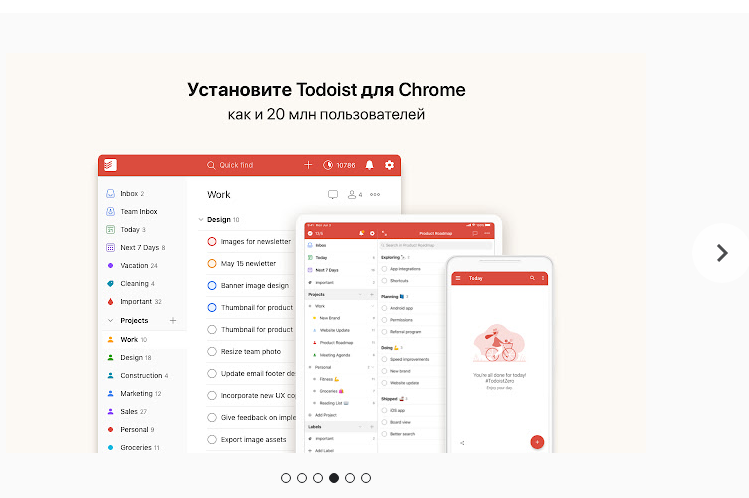 Установите Todoist для Chrome
как и 20 млн пользователей
Quick find
10786
Inbox 2
Team Inbox
Today 3
Next 7 Days 8
Vacation 24
Cleaning 4
Important 32
Projects
Work 10
Design 18
Construction 4
Marketing 12
Sales 27
Personal 9
Groceries 11
Work
4
Design 10
Images for newsletter
May 15 newletter
Banner image design
Thumbnail for product
Thumbnail for product
Resize team photo
Update email footer de
Incorporate new UX co
Give feedback on imple
Export image assets
Product Roadmap
Inbox
Today
Next 7 Days
Important
Projects
Work
New Brand
Website Update
Product Roadmap
Meeting Agenda
Personal
Fitness
Groceries
Reading List
Add Project
Labels
Important
Add Label
Search in Product Roadmap
Exploring
App integrations
Shortcuts
Planning
Android app
Permissions
Referral program
Doing
Speed improvements
New brand
Website update
Shipped
iOS app
Board view
Better search
Today
You're all done for today!
#TodoistZero
Enjoy your day